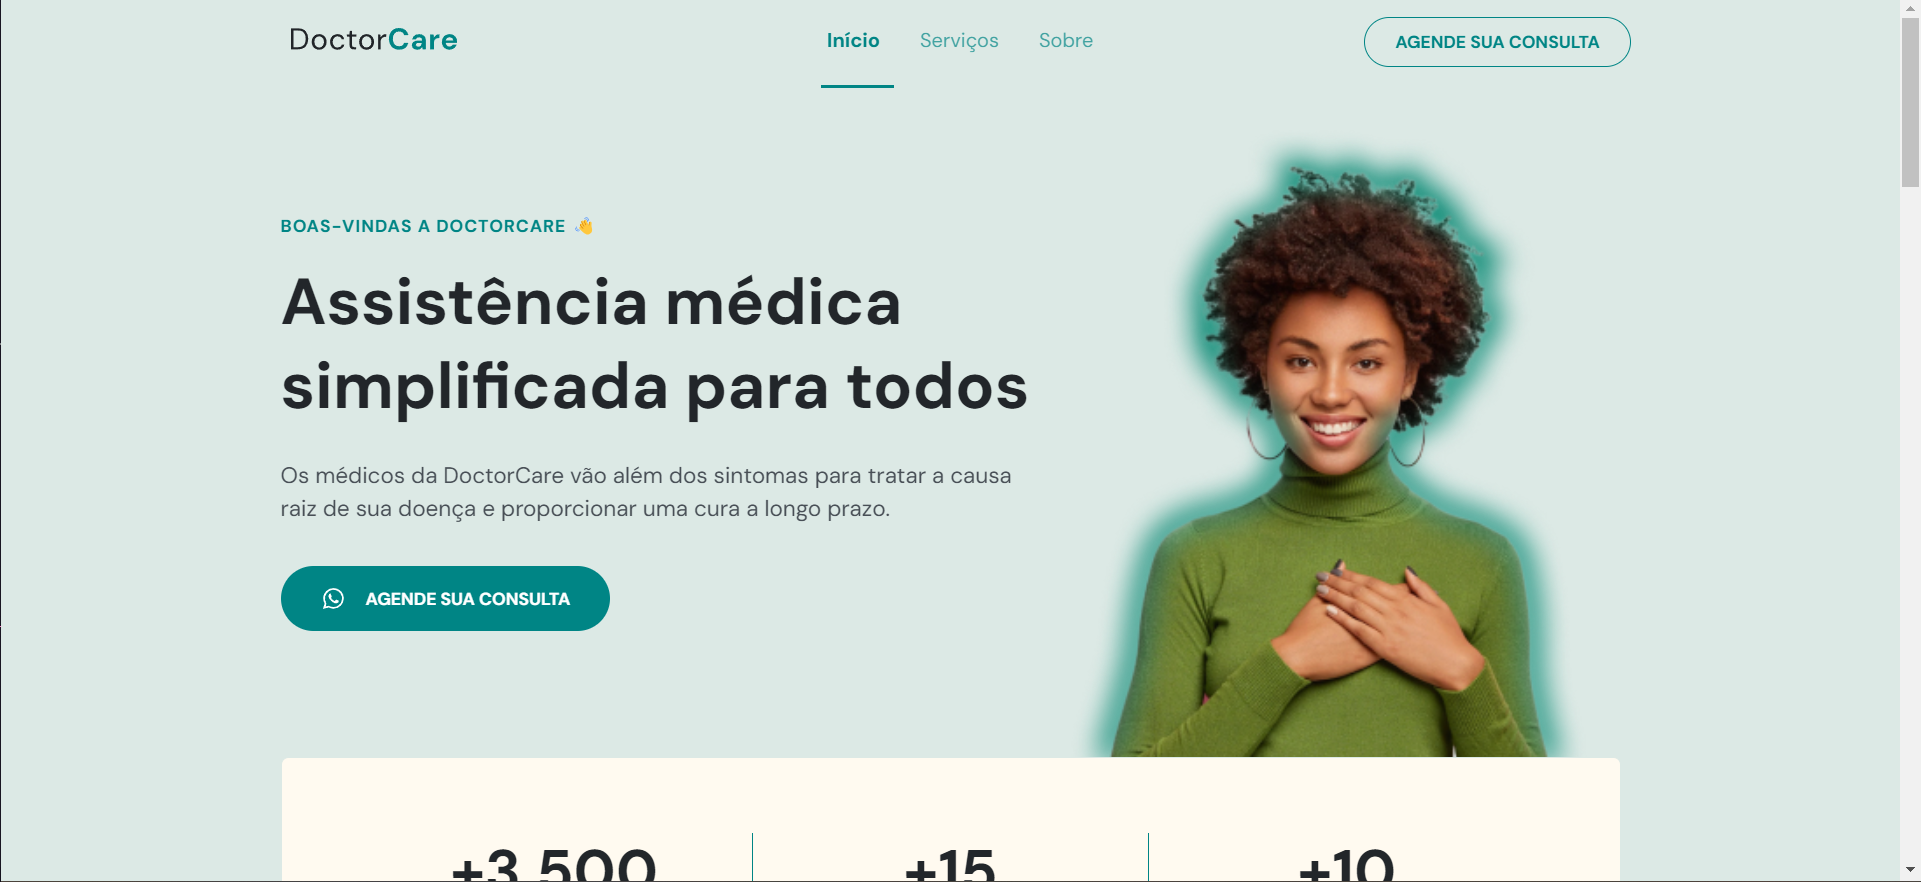 DoctorCare
Início
Serviços
Sobre
AGENDE SUA CONSULTA
BOAS-VINDAS A DOCTORCARE 👋
Assistência médica
simplificada para todos
Os médicos da DoctorCare vão além dos sintomas para tratar a causa
raiz de sua doença e proporcionar uma cura a longo prazo.
AGENDE SUA CONSULTA
+3.500
+15
+10